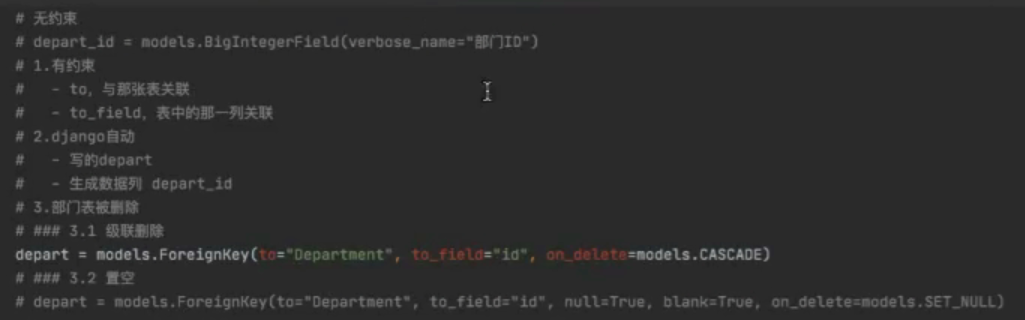 # 无约束
# depart_id = models.BigIntegerField(verbose_name="部门ID")
# 1.有约束
#   - to, 与那张表关联
#   - to_field, 表中的那一列关联
# 2.django自动
#   - 写的depart
#   - 生成数据列 depart_id
# 3.部门表被删除
# ### 3.1 级联删除
depart = models.ForeignKey(to="Department", to_field="id", on_delete=models.CASCADE)
# ### 3.2 置空
# depart = models.ForeignKey(to="Department", to_field="id", null=True, blank=True, on_delete=models.SET_NULL)